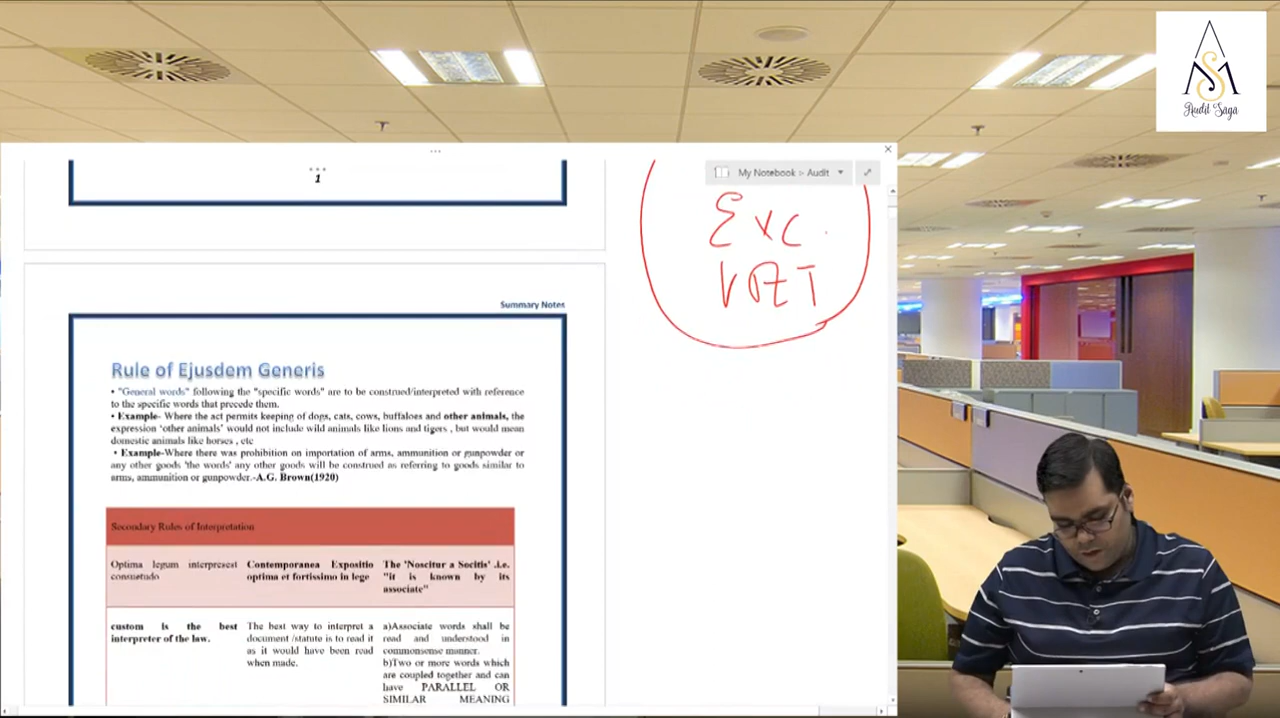 Audit Saga
My Notebook > Audit
1
Exc
Summary Notes
Rule of Ejusdem Generis
• "General words" following the "specific words" are to be construed/interpreted with reference
to the specific words that precede them.
• Example- Where the act permits keeping of dogs, cats, cows, buffaloes and other animals, the
expression 'other animals' would not include wild animals like lions and tigers , but would mean
domestic animals like horses , etc
• Example-Where there was prohibition on importation of arms, ammunition or gunpowder or
any other goods 'the words' any other goods will be construed as referring to goods similar to
arms, ammunition or gunpowder.-A.G. Brown(1920)
Secondary Rules of Interpretation
Optima legum interpresest
consuetudo
Contemporanea Expositio
optima et fortissimo in lege
The 'Noscitur a Socitis' .i.e.
"it is known by its
associate"
custom is the best
interpreter of the law.
The best way to interpret a
document /statute is to read it
as it would have been read
when made.
a)Associate words shall be
read and understood in
commonsense manner.
b)Two or more words which
are coupled together and can
have PARALLEL OR
SIMILAR MEANING